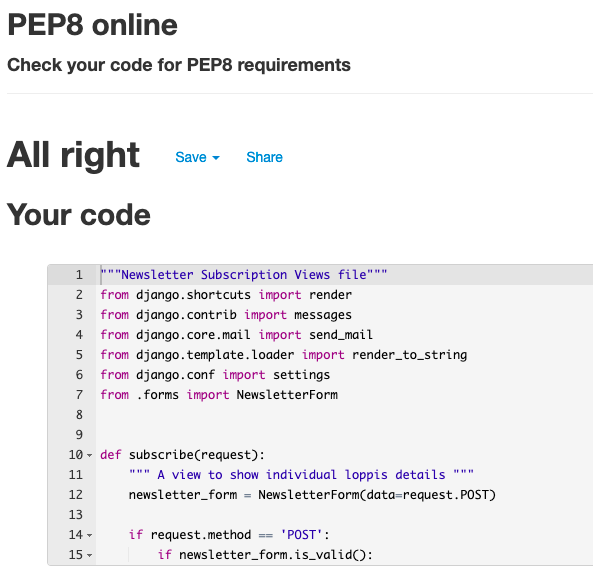 PEP8 online
Check your code for PEP8 requirements
All right Save Share
Your code
1 """Newsletter Subscription Views file"""
2 from django.shortcuts import render
3 from django.contrib import messages
4 from django.core.mail import send_mail
5 from django.template.loader import render_to_string
6 from django.conf import settings
7 from .forms import NewsletterForm
8
9
10 def subscribe(request):
11     """ A view to show individual loppis details """
12     newsletter_form = NewsletterForm(data=request.POST)
13
14     if request.method == 'POST':
15         if newsletter_form.is_valid():